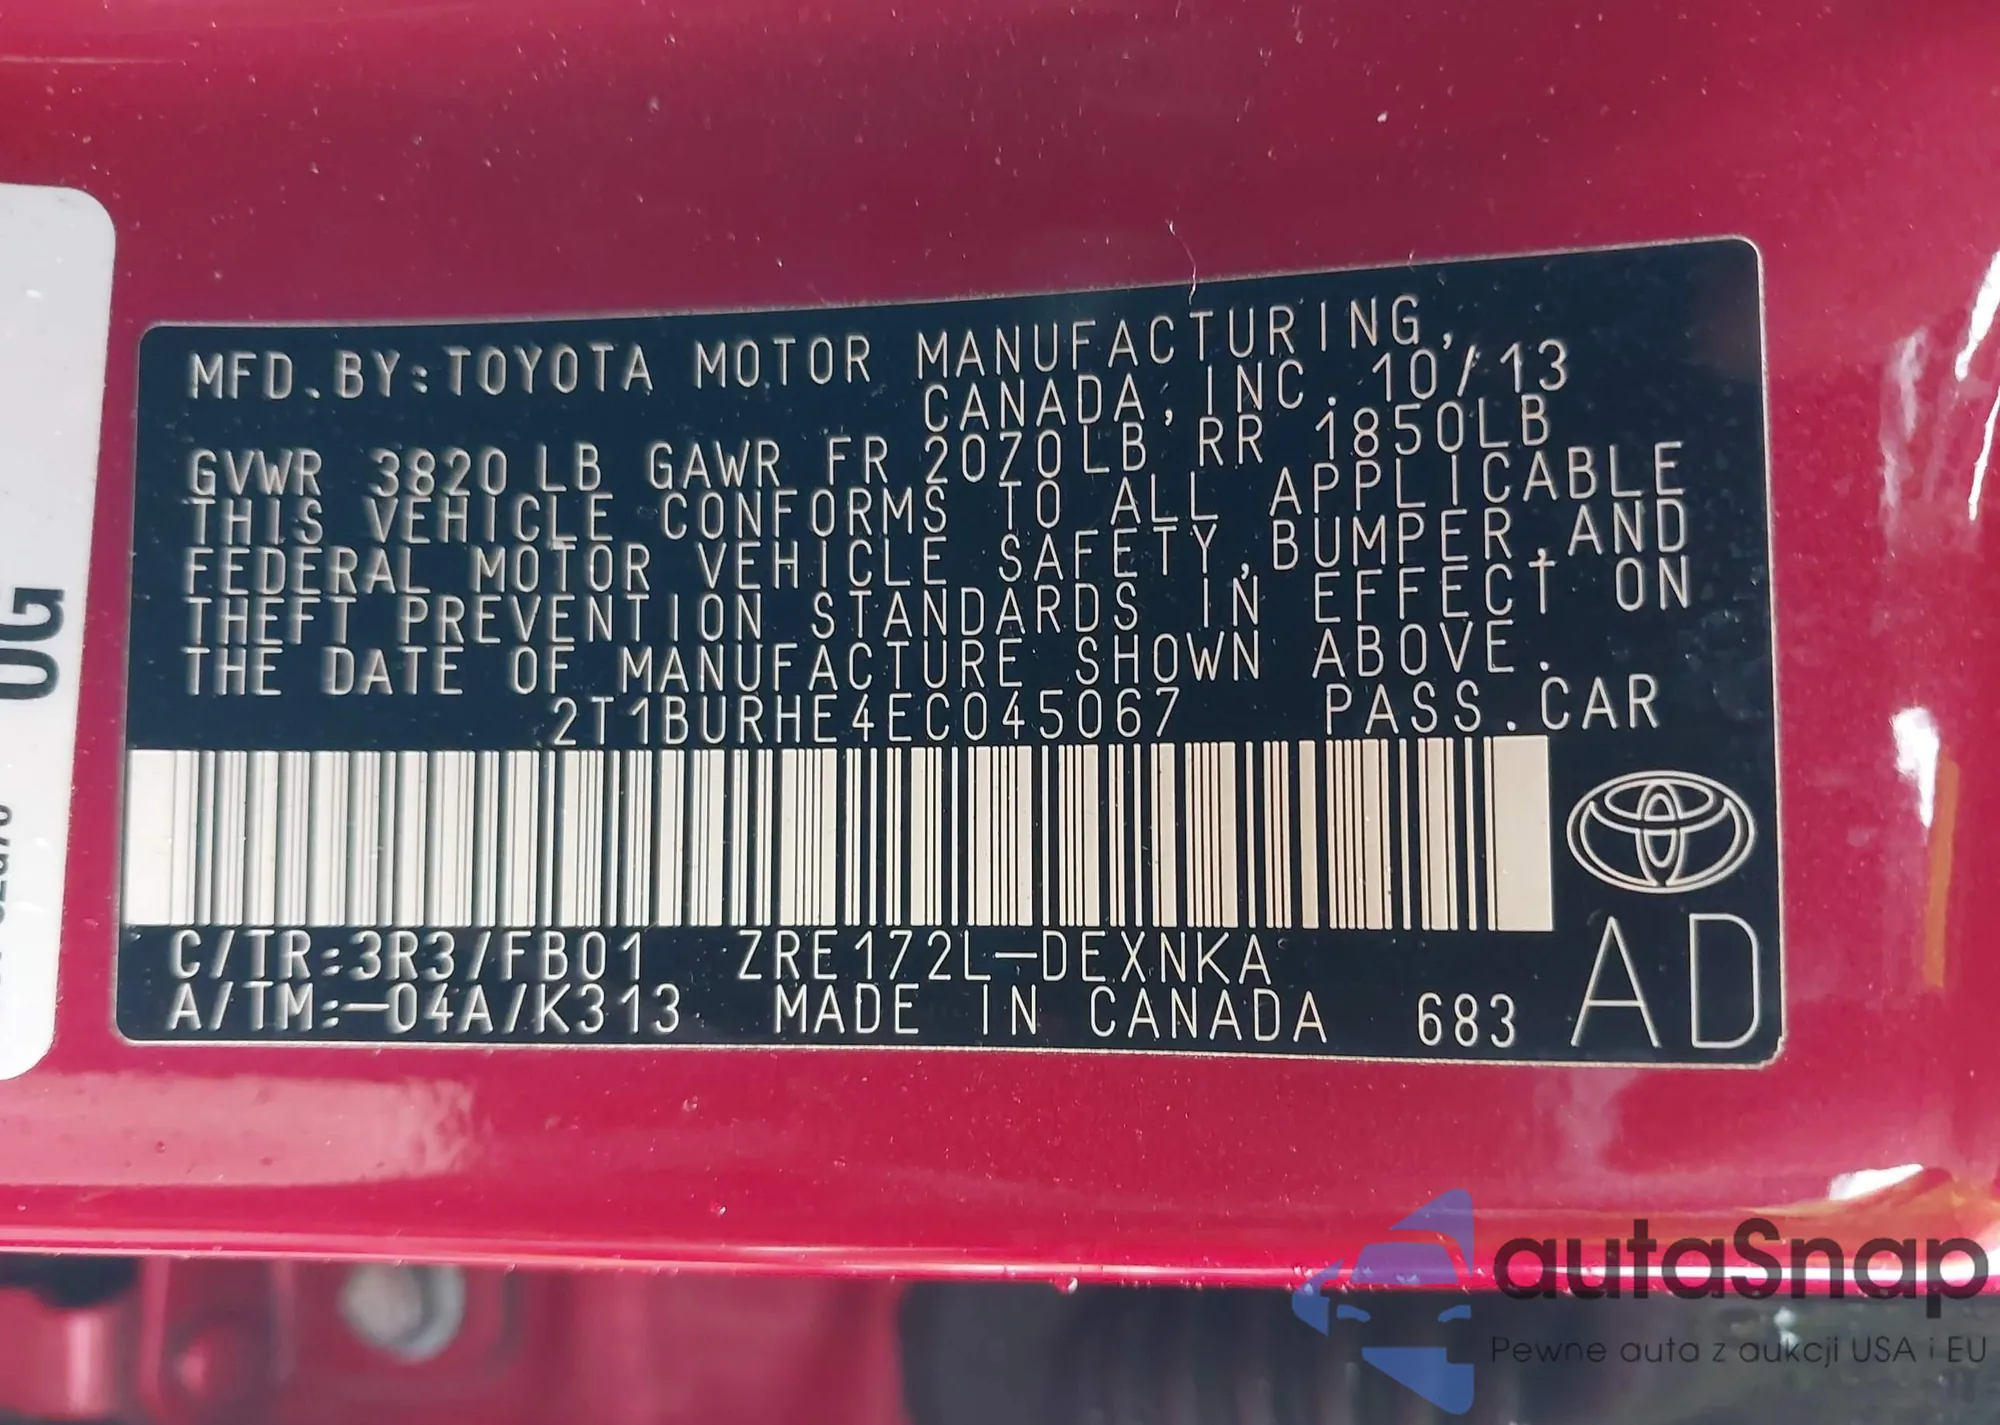 MFD.BY:TOYOTA MOTOR MANUFACTURING,
CANADA,INC. 10/13
GVWR 3820LB GAWR FR 2070LB RR 1850LB
THIS VEHICLE CONFORMS TO ALL APPLICABLE
FEDERAL MOTOR VEHICLE SAFETY,BUMPER,AND
THEFT PREVENTION STANDARDS IN EFFECT ON
THE DATE OF MANUFACTURE SHOWN ABOVE.
2T1BURHE4EC045067 PASS.CAR
C/TR:3R3/FB01 ZRE172L-DEXNKA
A/TM:-04A/K313 MADE IN CANADA 683
AD
0G
autaSnap
Pewne auta z aukcji USA i EU